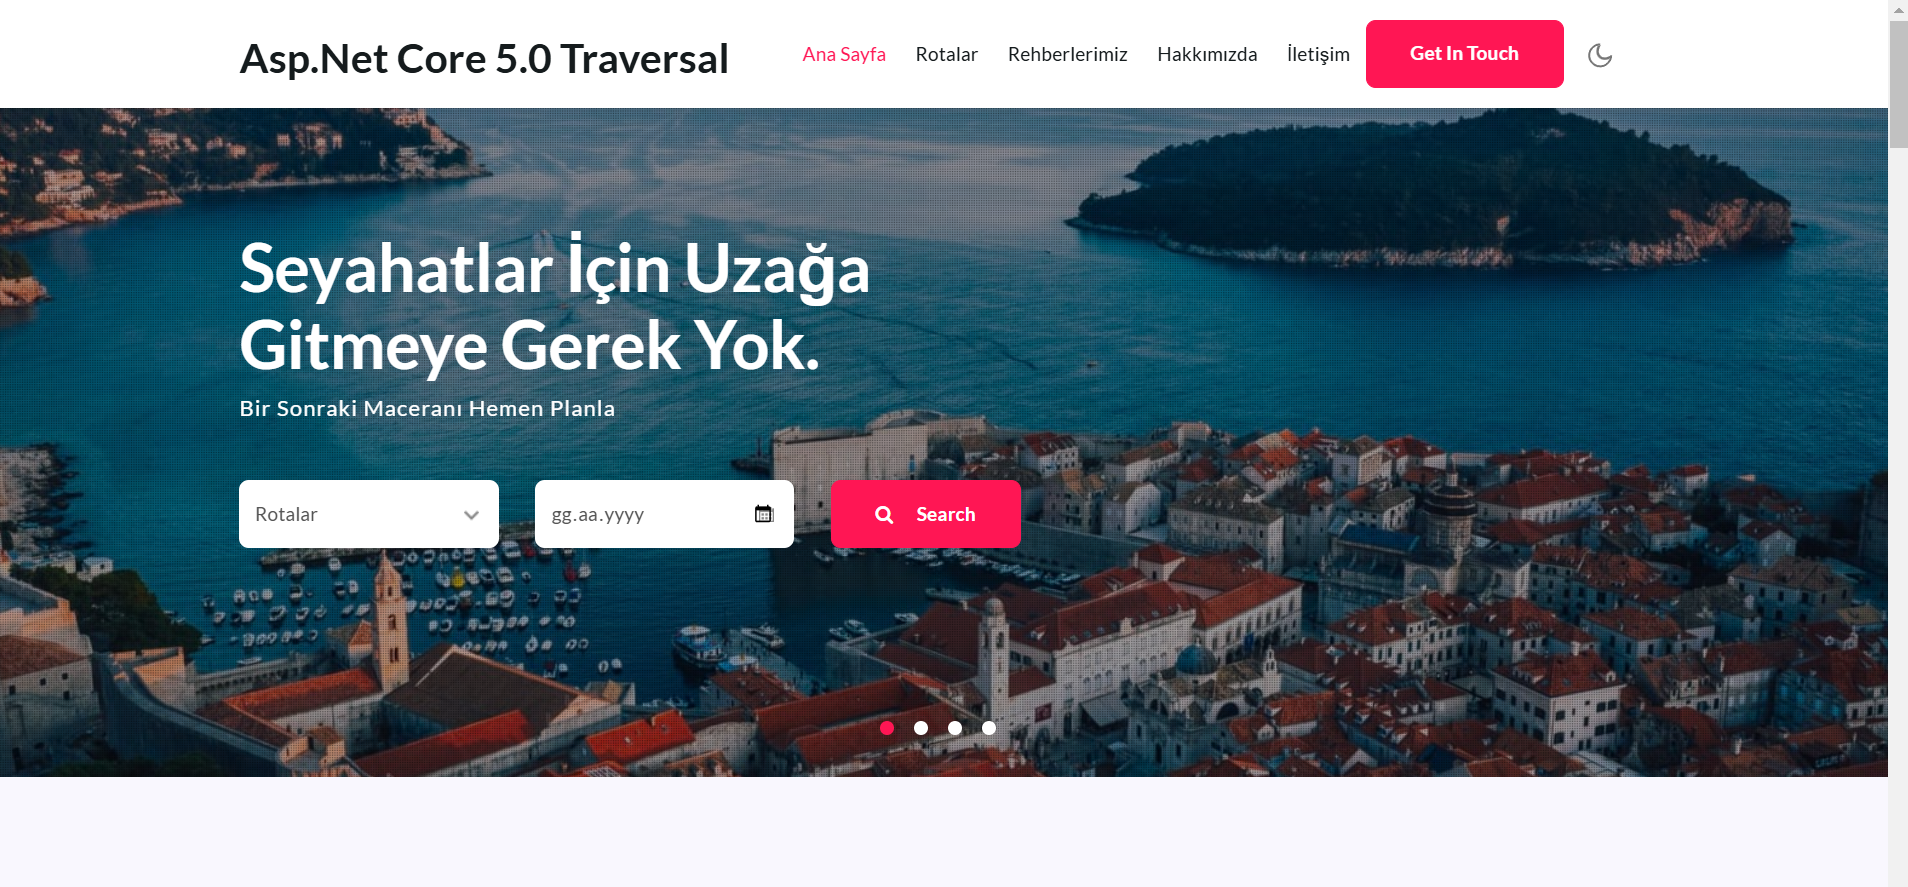 Asp.Net Core 5.0 Traversal
Ana Sayfa
Rotalar
Rehberlerimiz
Hakkımızda
İletişim
Get In Touch
Seyahatlar İçin Uzağa
Gitmeye Gerek Yok.
Bir Sonraki Maceranı Hemen Planla
Rotalar
gg.aa.yyyy
Search